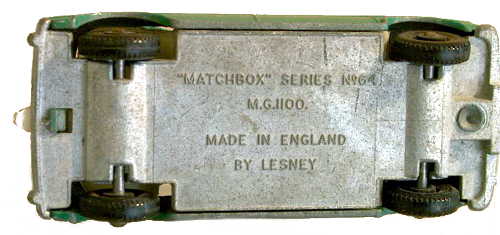 "MATCHBOX" SERIES No64
M.G.1100.
MADE IN ENGLAND
BY LESNEY